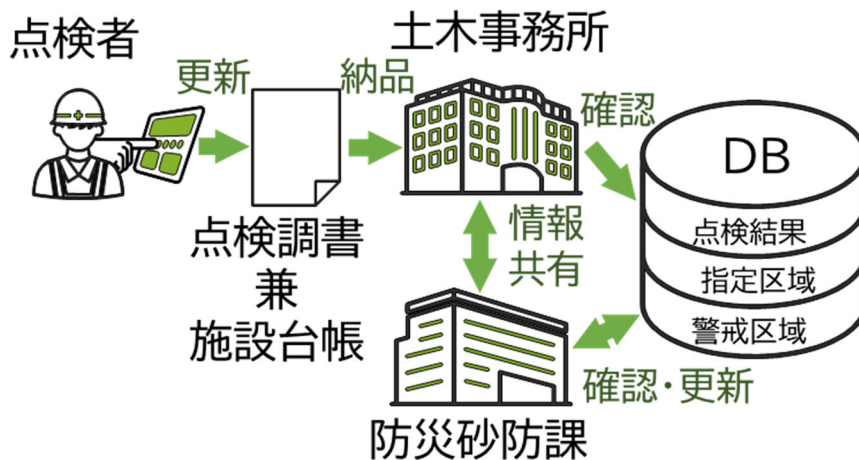 点検者
更新
点検調書
兼
施設台帳
納品
土木事務所
確認
情報
共有
防災砂防課
確認・更新
DB
点検結果
指定区域
警戒区域